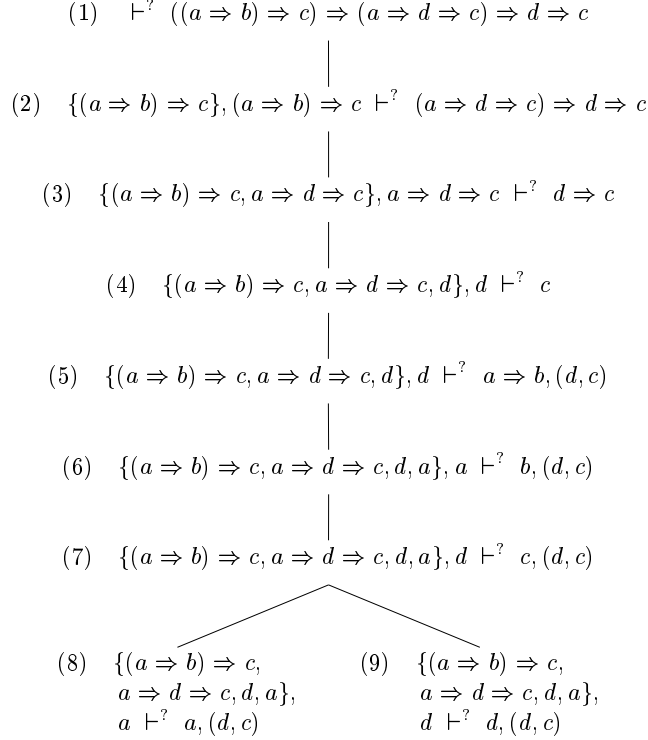 (1) ⊢? ((a ⇒ b) ⇒ c) ⇒ (a ⇒ d ⇒ c) ⇒ d ⇒ c
(2) {(a ⇒ b) ⇒ c}, (a ⇒ b) ⇒ c ⊢? (a ⇒ d ⇒ c) ⇒ d ⇒ c
(3) {(a ⇒ b) ⇒ c, a ⇒ d ⇒ c}, a ⇒ d ⇒ c ⊢? d ⇒ c
(4) {(a ⇒ b) ⇒ c, a ⇒ d ⇒ c, d}, d ⊢? c
(5) {(a ⇒ b) ⇒ c, a ⇒ d ⇒ c, d}, d ⊢? a ⇒ b, (d, c)
(6) {(a ⇒ b) ⇒ c, a ⇒ d ⇒ c, d, a}, a ⊢? b, (d, c)
(7) {(a ⇒ b) ⇒ c, a ⇒ d ⇒ c, d, a}, d ⊢? c, (d, c)
(8) {(a ⇒ b) ⇒ c,
a ⇒ d ⇒ c, d, a},
a ⊢? a, (d, c)
(9) {(a ⇒ b) ⇒ c,
a ⇒ d ⇒ c, d, a},
d ⊢? d, (d, c)